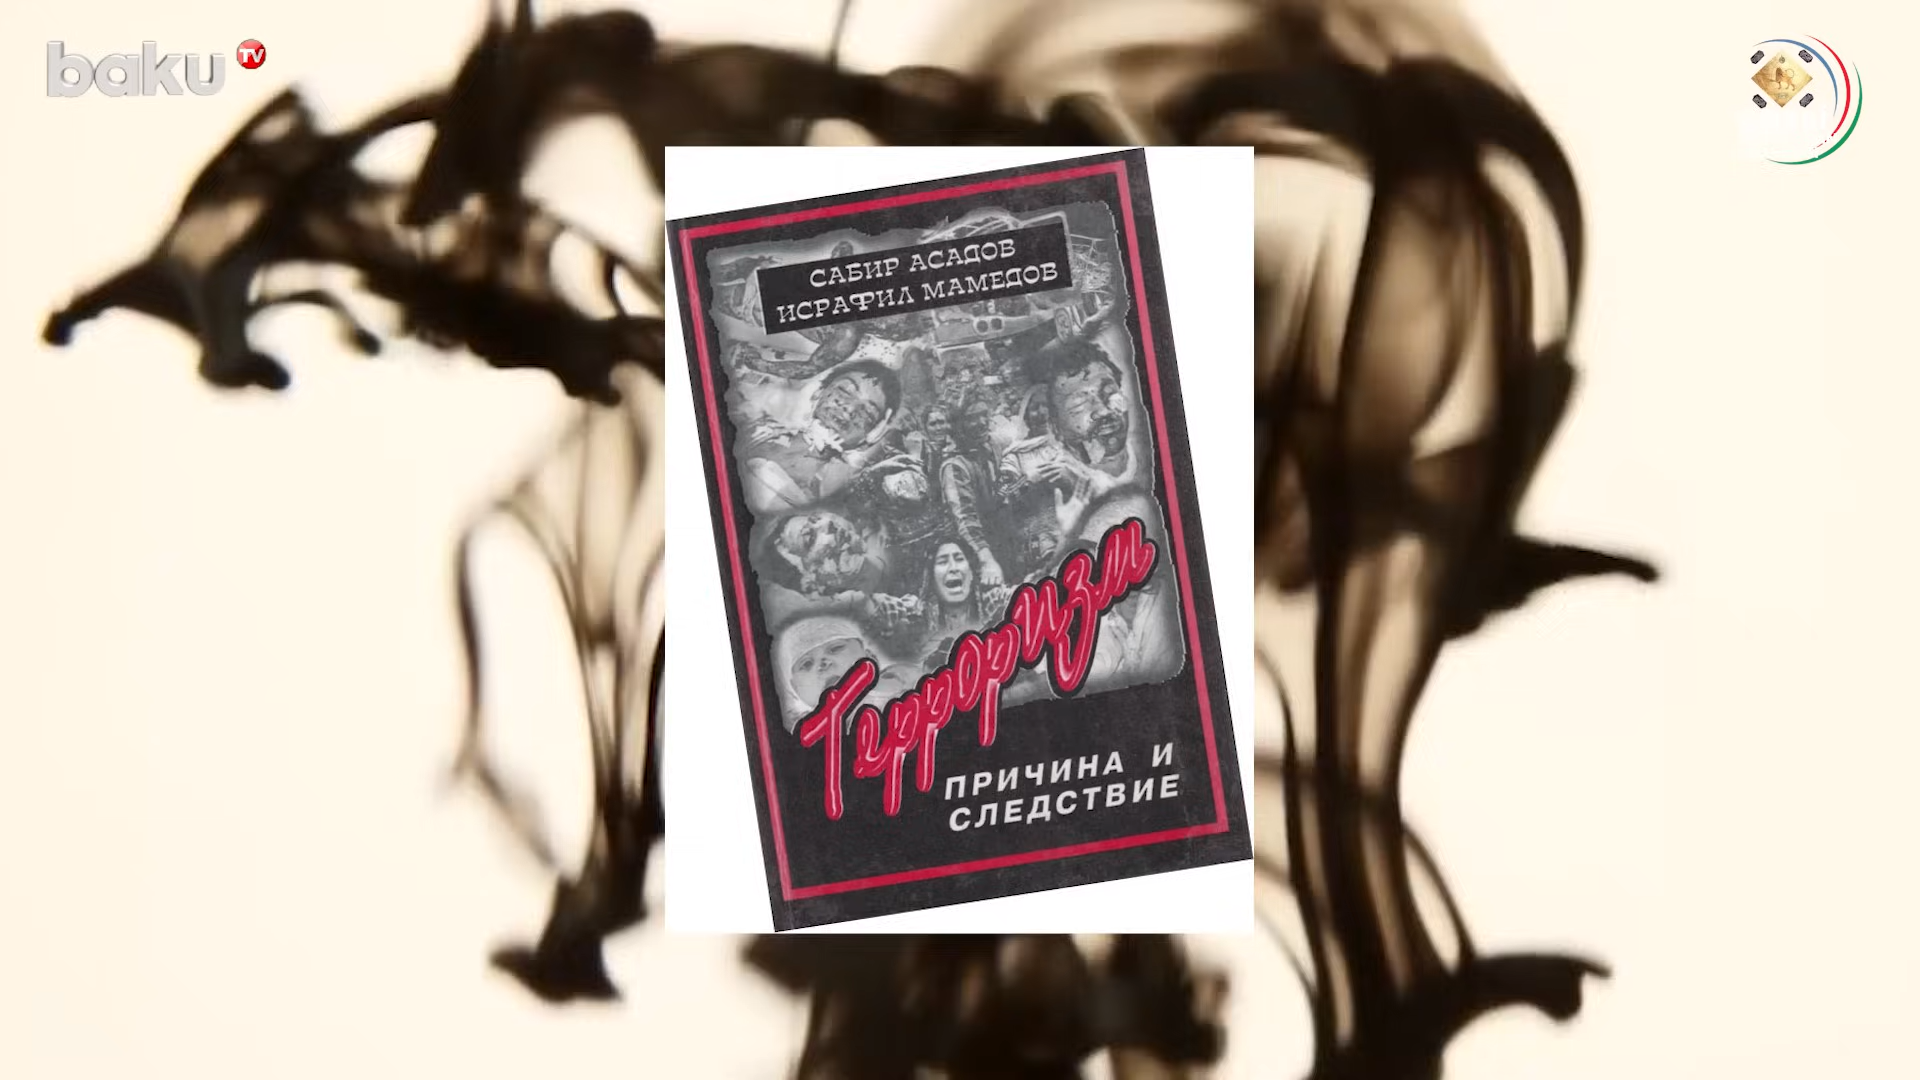 baku TV
САБИР АСАДОВ
ИСРАФИЛ МАМЕДОВ
Терроризм
ПРИЧИНА И
СЛЕДСТВИЕ